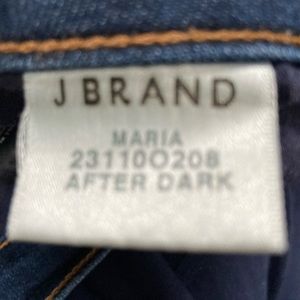 J BRAND
MARIA
23110O208
AFTER DARK